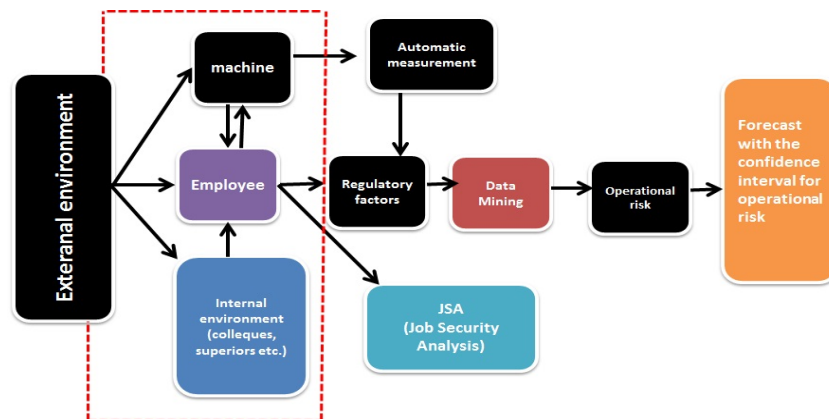 Exteranal environment
machine
Automatic
measurement
Employee
Regulatory
factors
Data
Mining
Operational
risk
Forecast
with the
confidence
interval for
operational
risk
Internal
environment
(colleques,
superiors etc.)
JSA
(Job Security
Analysis)